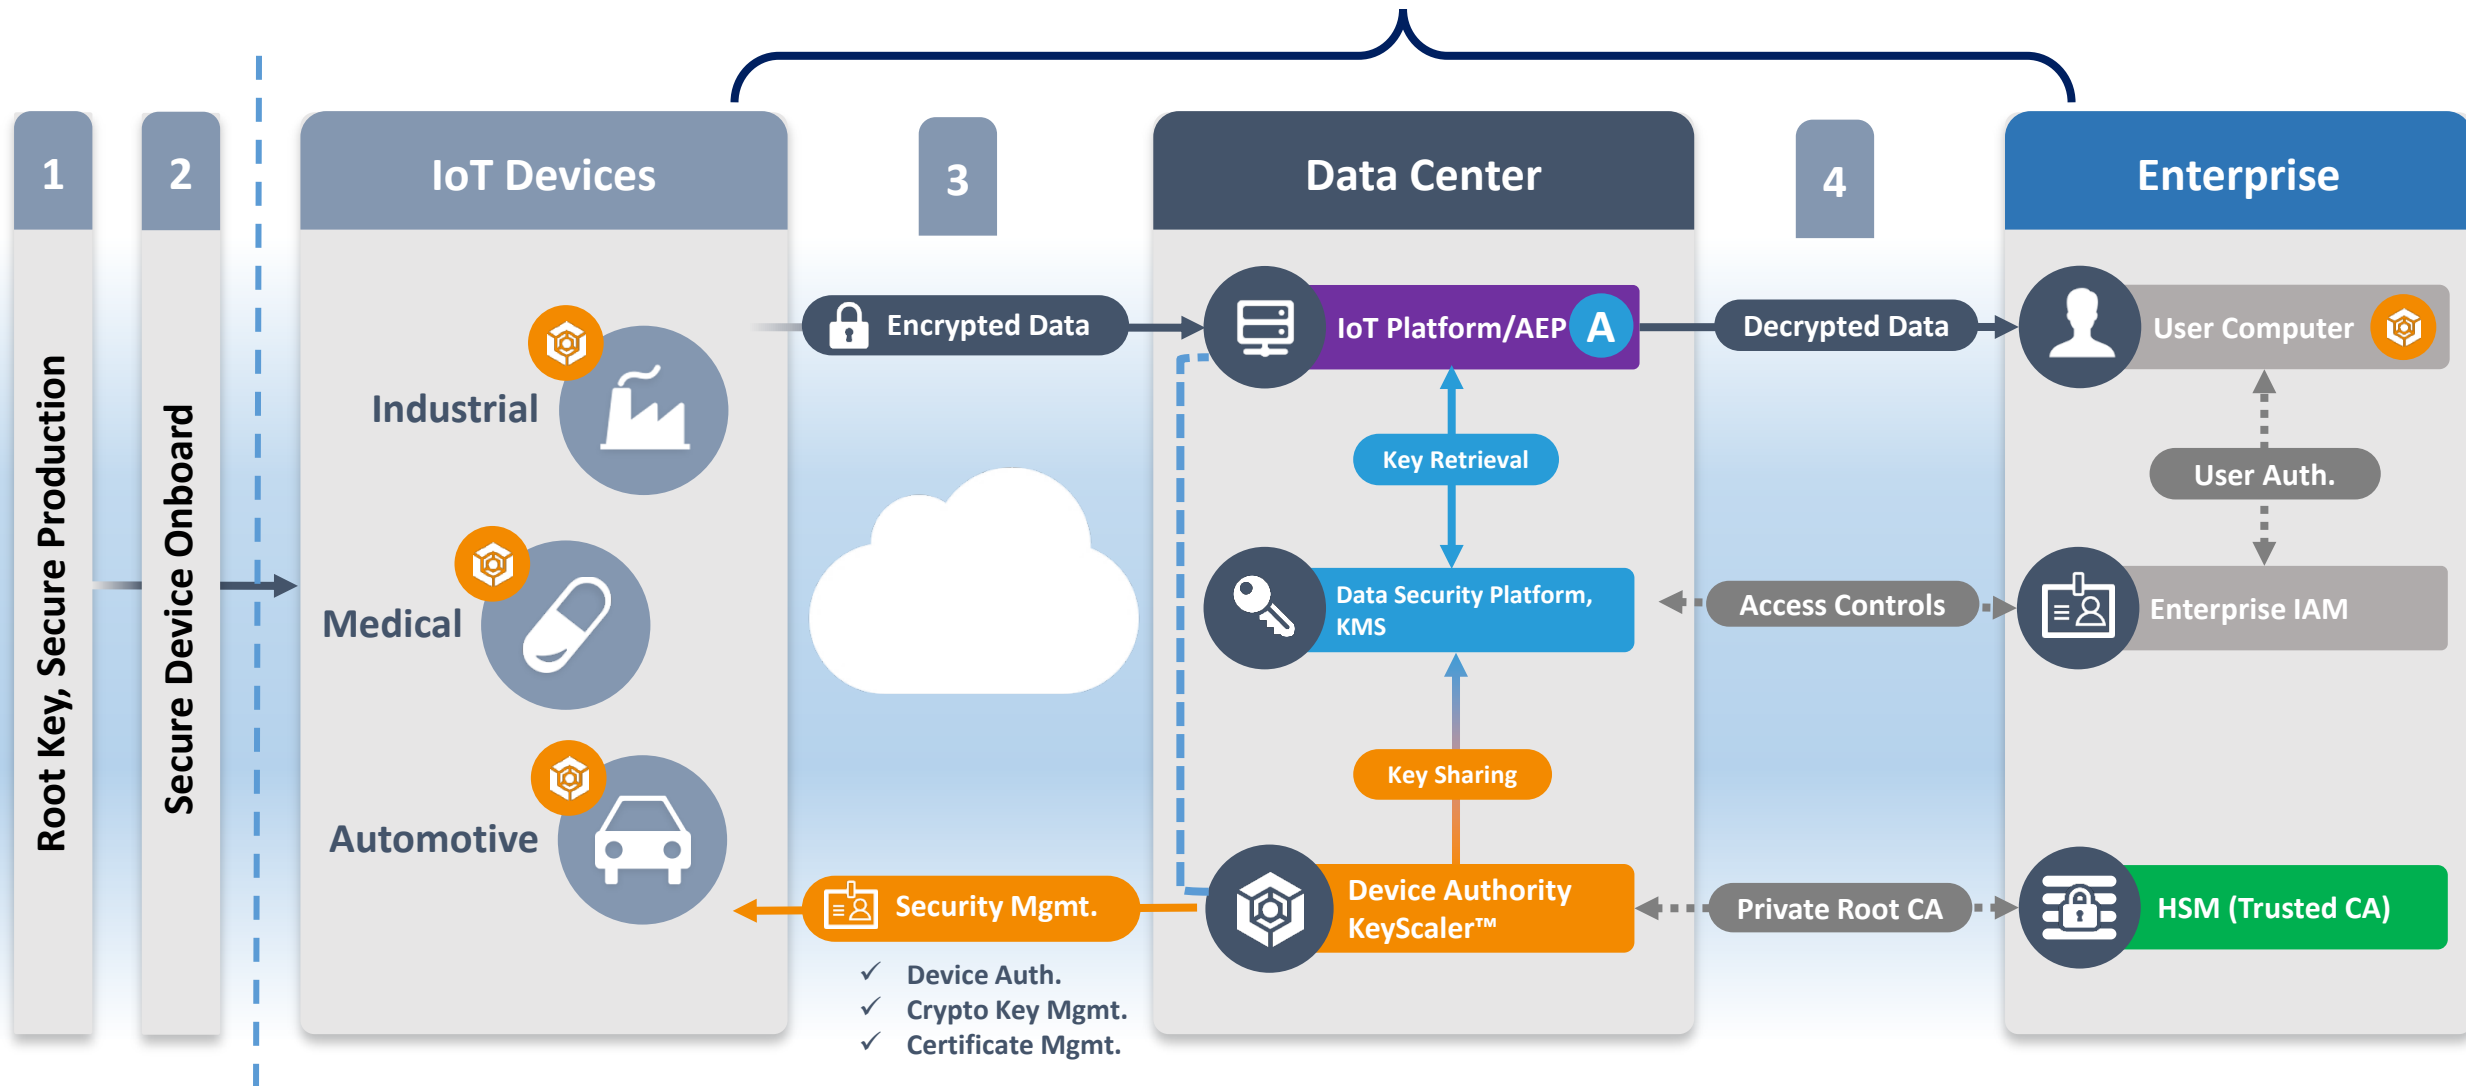 1
Root Key, Secure Production
2
Secure Device Onboard
IoT Devices
Industrial
Medical
Automotive
3
Encrypted Data
Security Mgmt.
✓ Device Auth.
✓ Crypto Key Mgmt.
✓ Certificate Mgmt.
Data Center
IoT Platform/AEP
A
Key Retrieval
Data Security Platform,
KMS
Key Sharing
Device Authority
KeyScaler™
4
Decrypted Data
Access Controls
Private Root CA
Enterprise
User Computer
User Auth.
Enterprise IAM
HSM (Trusted CA)